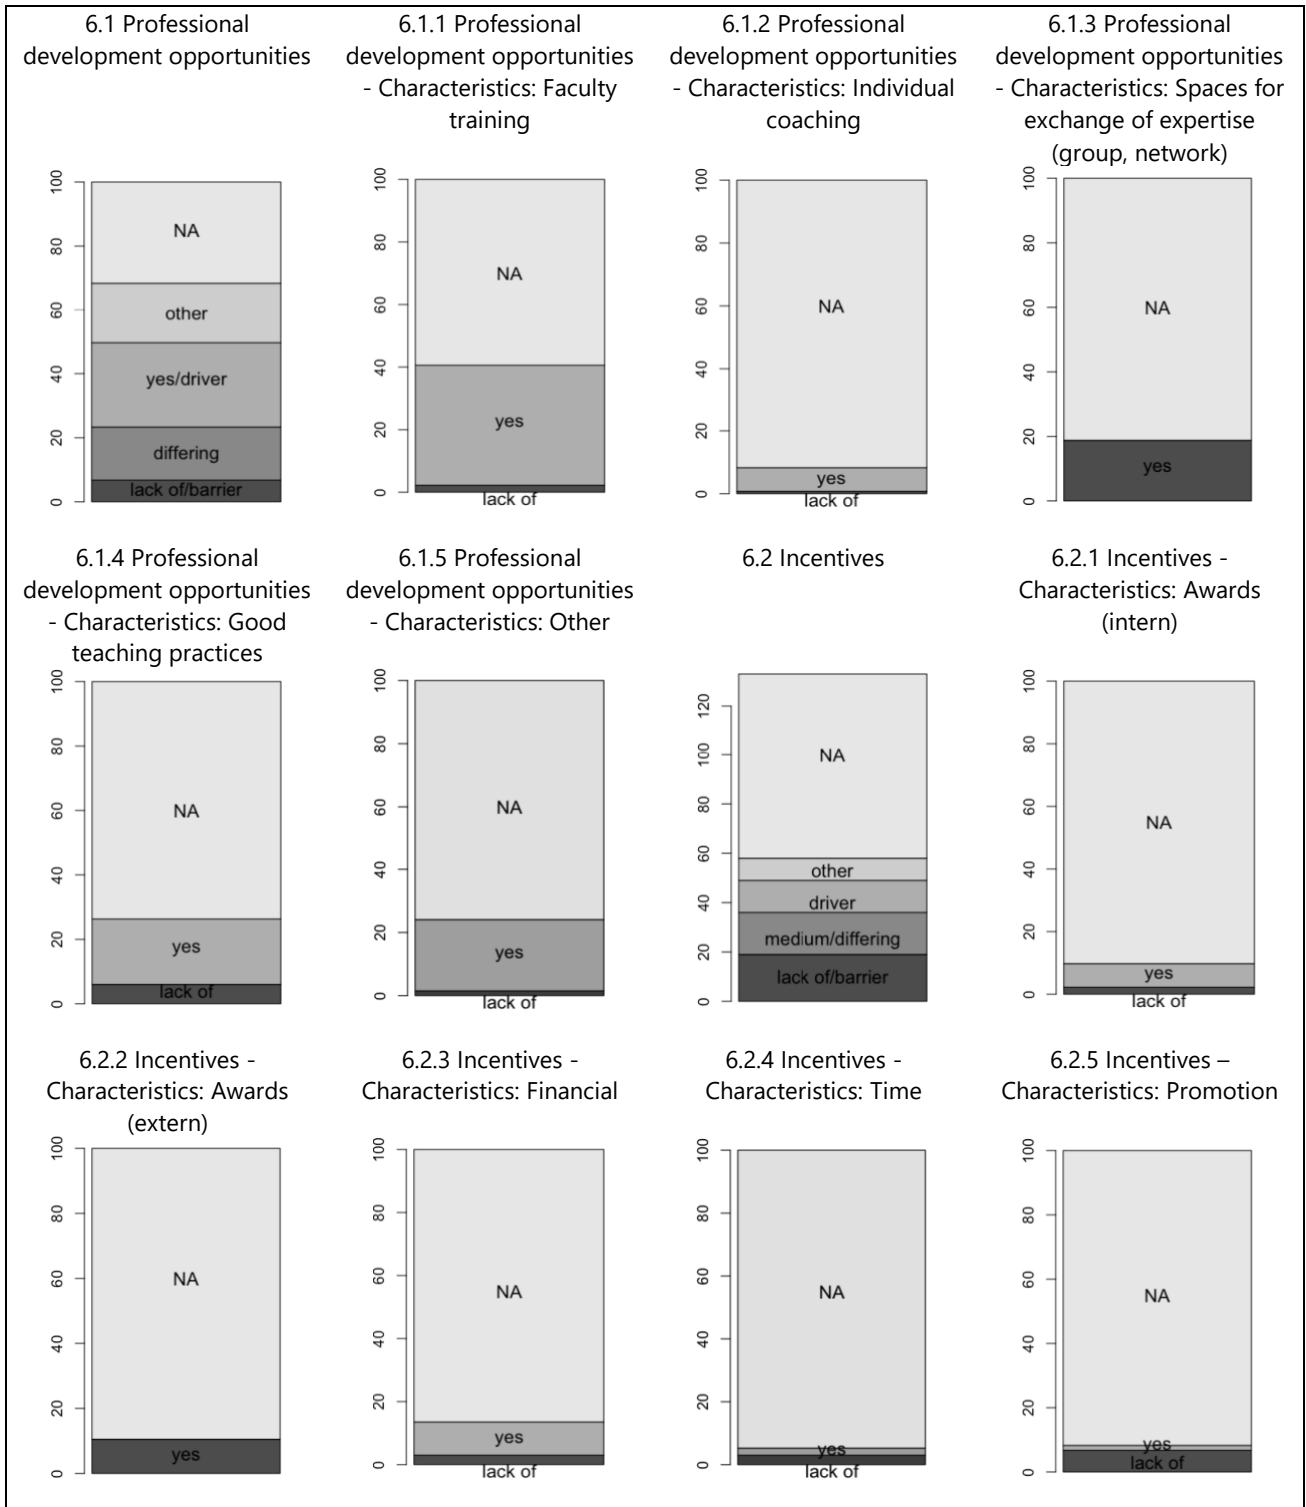 6.1 Professional
development opportunities
6.1.1 Professional
development opportunities
- Characteristics: Faculty
training
6.1.2 Professional
development opportunities
- Characteristics: Individual
coaching
6.1.3 Professional
development opportunities
- Characteristics: Spaces for
exchange of expertise
(group, network)
100
80
60
40
20
0
NA
other
yes/driver
differing
lack of/barrier
100
80
60
40
20
0
NA
yes
lack of
100
80
60
40
20
0
NA
yes
lack of
100
80
60
40
20
0
NA
yes
6.1.4 Professional
development opportunities
- Characteristics: Good
teaching practices
6.1.5 Professional
development opportunities
- Characteristics: Other
6.2 Incentives
6.2.1 Incentives -
Characteristics: Awards
(intern)
100
80
60
40
20
0
NA
yes
lack of
100
80
60
40
20
0
NA
yes
lack of
120
100
80
60
40
20
0
NA
other
driver
medium/differing
lack of/barrier
100
80
60
40
20
0
NA
yes
lack of
6.2.2 Incentives -
Characteristics: Awards
(extern)
6.2.3 Incentives -
Characteristics: Financial
6.2.4 Incentives -
Characteristics: Time
6.2.5 Incentives –
Characteristics: Promotion
100
80
60
40
20
0
NA
yes
100
80
60
40
20
0
NA
yes
lack of
100
80
60
40
20
0
NA
yes
lack of
100
80
60
40
20
0
NA
yes
lack of